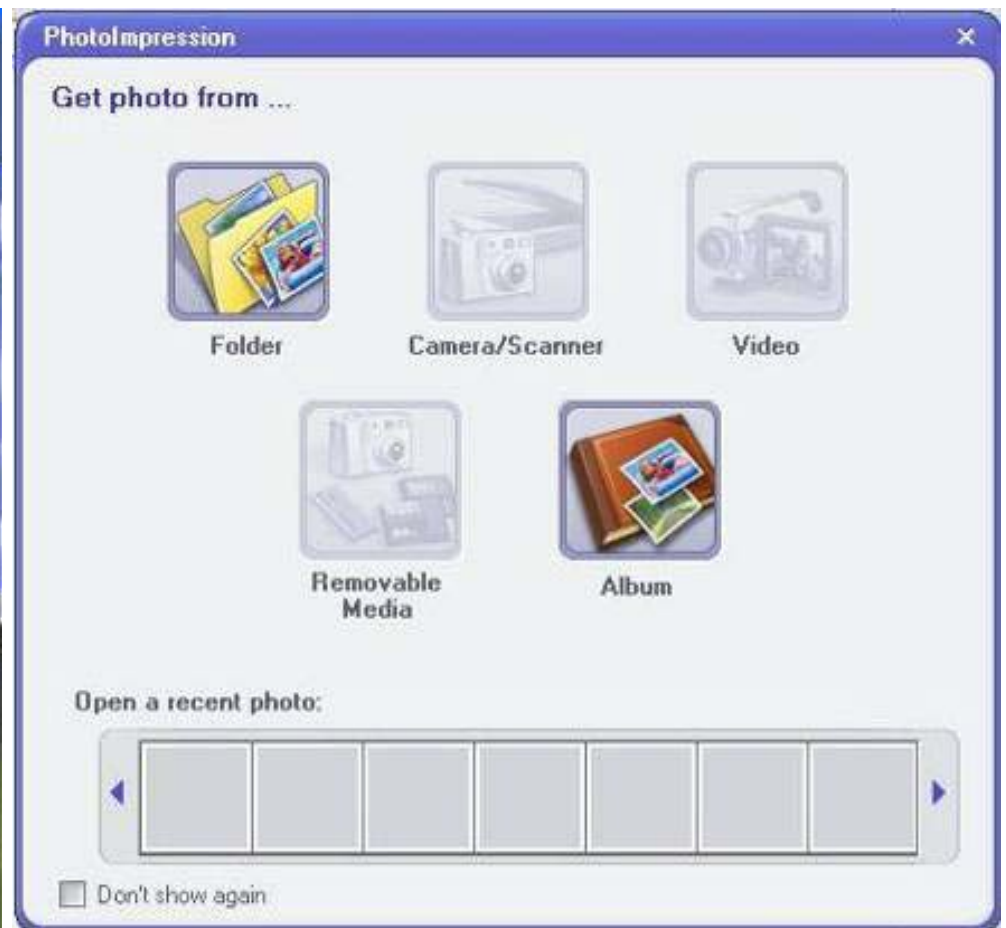 PhotoImpression
Get photo from ...
Folder
Camera/Scanner
Video
Removable
Media
Album
Open a recent photo:
Don't show again